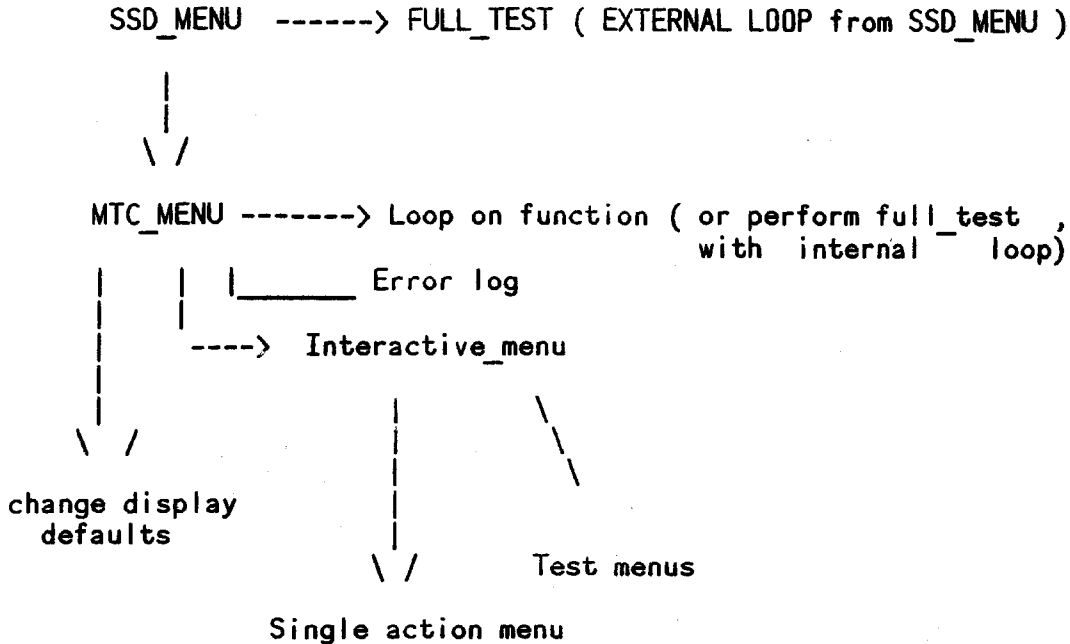 SSD_MENU ------> FULL_TEST ( EXTERNAL LOOP from SSD_MENU )
MTC_MENU -------> Loop on function ( or perform full_test ,
with internal loop)
Error log
----> Interactive_menu
change display
defaults
Test menus
Single action menu